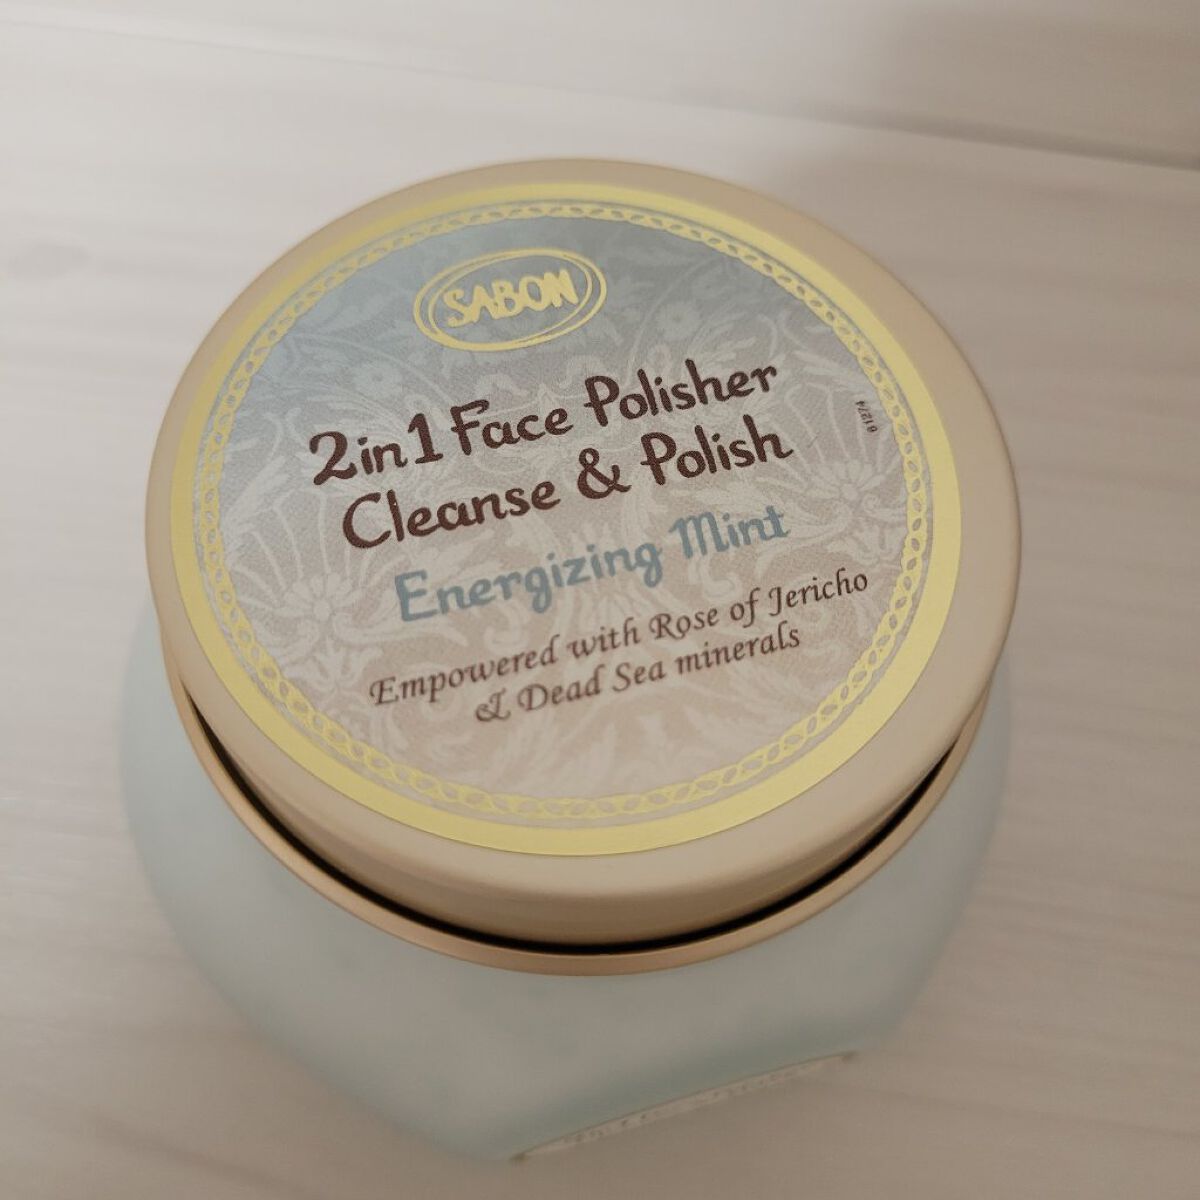 SABON
2in1 Face Polisher
Cleanse & Polish
Energizing Mint
Empowered with Rose of Jericho
& Dead Sea minerals